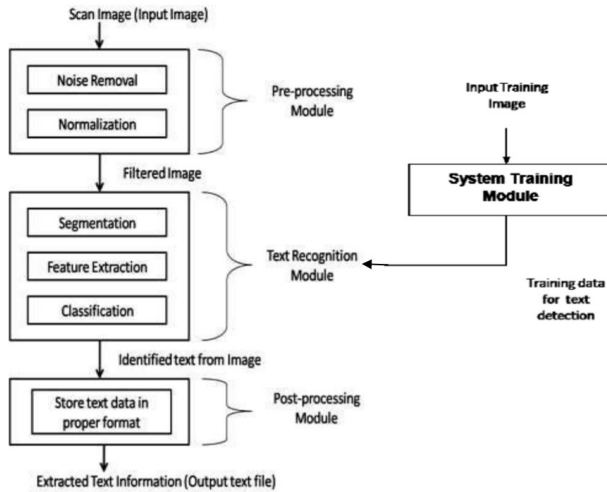 Scan Image (Input Image)
Noise Removal
Normalization
Pre-processing
Module
Filtered Image
Segmentation
Feature Extraction
Classification
Text Recognition
Module
Identified text from Image
Store text data in
proper format
Post-processing
Module
Extracted Text Information (Output text file)
Input Training
Image
System Training
Module
Training data
for text
detection